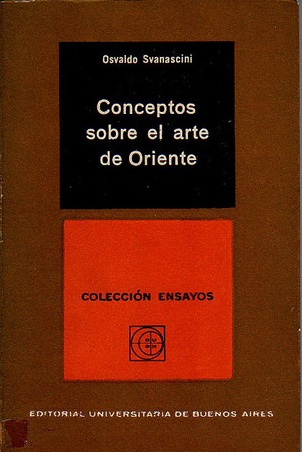 Osvaldo Svanascini
Conceptos
sobre el arte
de Oriente
COLECCIÓN ENSAYOS
EDITORIAL UNIVERSITARIA DE BUENOS AIRES